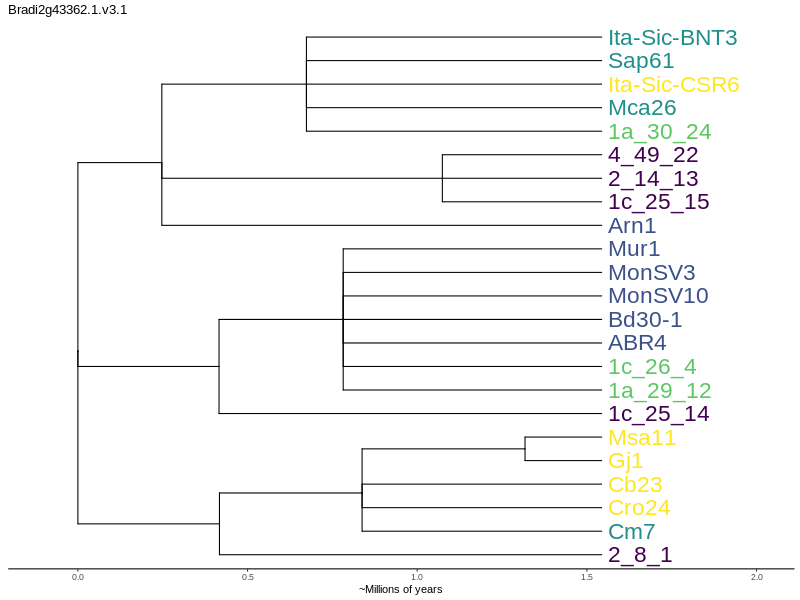 Bradi2g43362.1.v3.1
Ita-Sic-BNT3
Sap61
Ita-Sic-CSR6
Mca26
1a_30_24
4_49_22
2_14_13
1c_25_15
Arn1
Mur1
MonSV3
MonSV10
Bd30-1
ABR4
1c_26_4
1a_29_12
1c_25_14
Msa11
Gj1
Cb23
Cro24
Cm7
2_8_1
0.0 0.5 1.0 1.5 2.0
~Millions of years